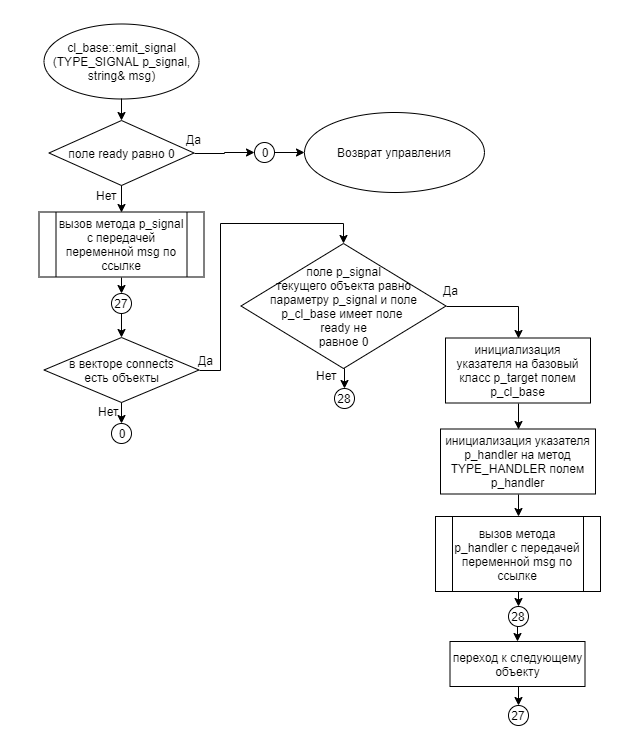 cl_base::emit_signal
(TYPE_SIGNAL p_signal,
string& msg)
поле ready равно 0
Да
0
Возврат управления
Нет
вызов метода p_signal
с передачей
переменной msg по
ссылке
27
в векторе connects
есть объекты
Да
Нет
0
поле p_signal
текущего объекта равно
параметру p_signal и поле
p_cl_base имеет поле
ready не
равное 0
Да
Нет
28
инициализация
указателя на базовый
класс p_target полем
p_cl_base
инициализация указателя
p_handler на метод
TYPE_HANDLER полем
p_handler
вызов метода
p_handler с передачей
переменной msg по
ссылке
28
переход к следующему
объекту
27